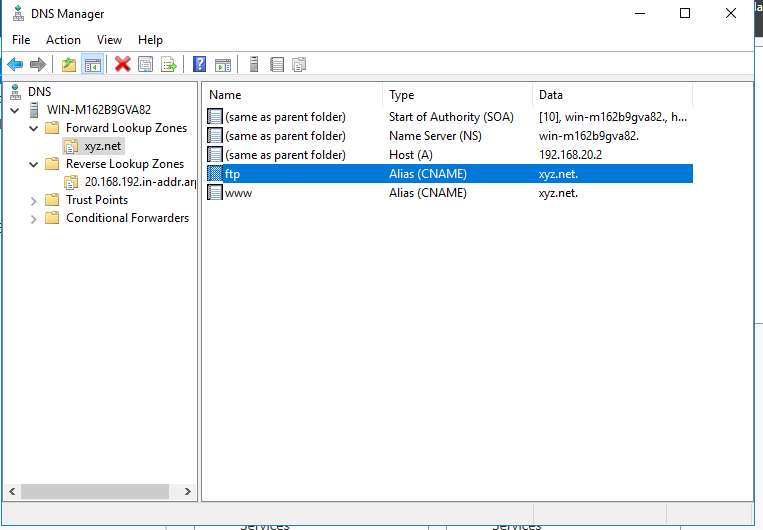 DNS Manager
File Action View Help
DNS
WIN-M162B9GVA82
Forward Lookup Zones
xyz.net
Reverse Lookup Zones
20.168.192.in-addr.arp
Trust Points
Conditional Forwarders
Name Type Data
(same as parent folder) Start of Authority (SOA) [10], win-m162b9gva82., h...
(same as parent folder) Name Server (NS) win-m162b9gva82.
(same as parent folder) Host (A) 192.168.20.2
ftp Alias (CNAME) xyz.net.
www Alias (CNAME) xyz.net.
Services Services